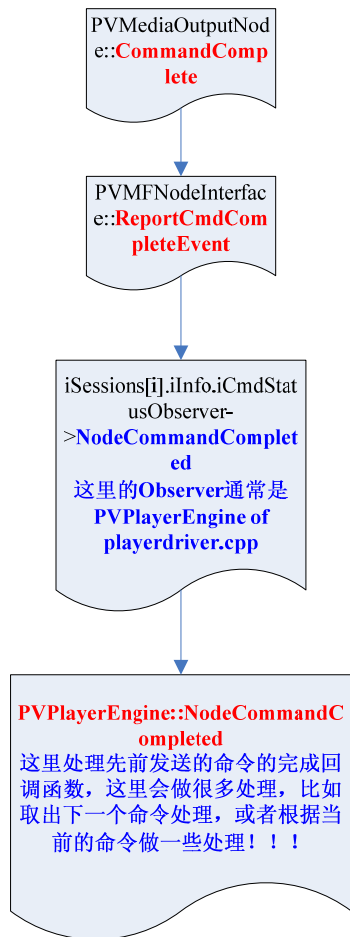 PVMediaOutputNod
e::CommandComp
lete
PVMFNodeInterfac
e::ReportCmdCom
pleteEvent
iSessions[i].iInfo.iCmdStat
usObserver-
>NodeCommandComplet
ed
这里的Observer通常是
PVPlayerEngine of
playerdriver.cpp
PVPlayerEngine::NodeCommandC
ompleted
这里处理先前发送的命令的完成回
调函数，这里会做很多处理，比如
取出下一个命令处理，或者根据当
前的命令做一些处理！！！